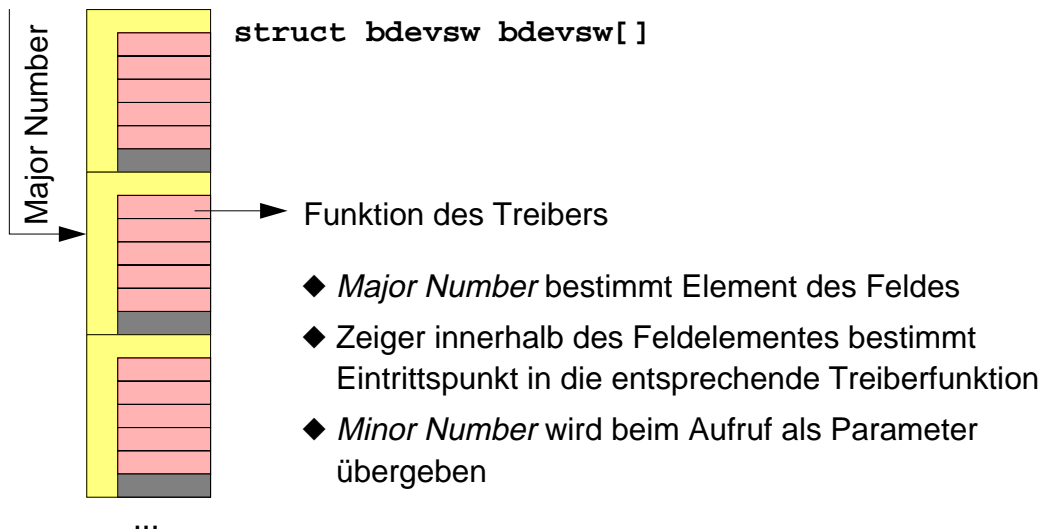 Major Number
struct bdevsw bdevsw[]
Funktion des Treibers
◆ Major Number bestimmt Element des Feldes
◆ Zeiger innerhalb des Feldelementes bestimmt
Eintrittspunkt in die entsprechende Treiberfunktion
◆ Minor Number wird beim Aufruf als Parameter
übergeben
...